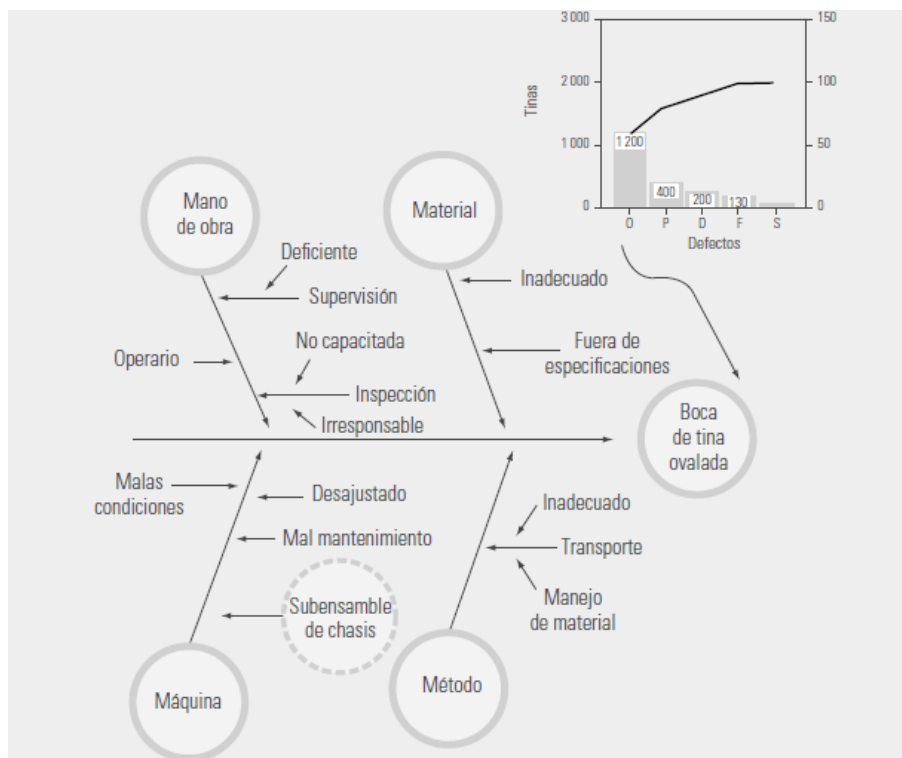 3 000
2 000
1 000
0
Tinas
150
100
50
0
1 200
400
200
130
O
P
D
F
S
Defectos
Mano
de obra
Material
Deficiente
Supervisión
Inadecuado
Operario
No capacitada
Inspección
Irresponsable
Fuera de
especificaciones
Boca
de tina
ovalada
Malas
condiciones
Desajustado
Mal mantenimiento
Subensamble
de chasis
Inadecuado
Transporte
Manejo
de material
Máquina
Método